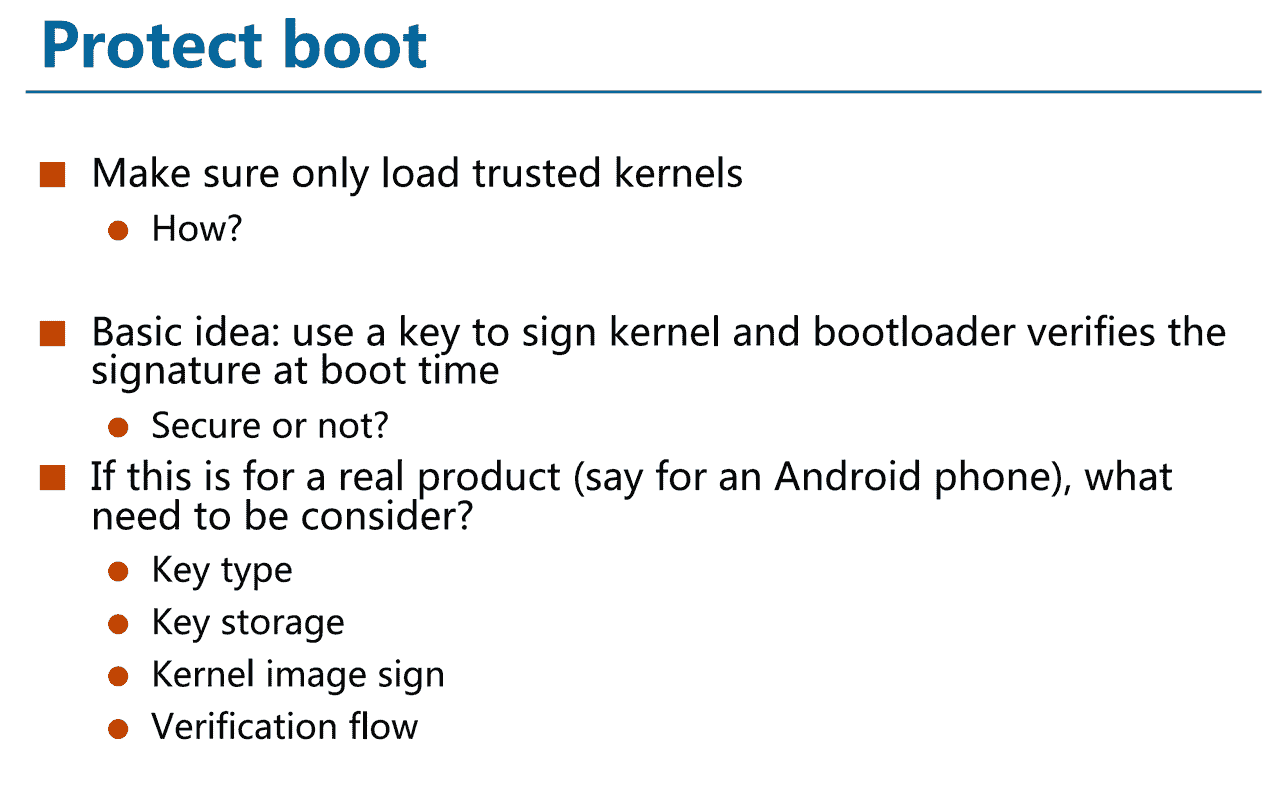 Protect boot
Make sure only load trusted kernels
How?
Basic idea: use a key to sign kernel and bootloader verifies the
signature at boot time
Secure or not?
If this is for a real product (say for an Android phone), what
need to be consider?
Key type
Key storage
Kernel image sign
Verification flow